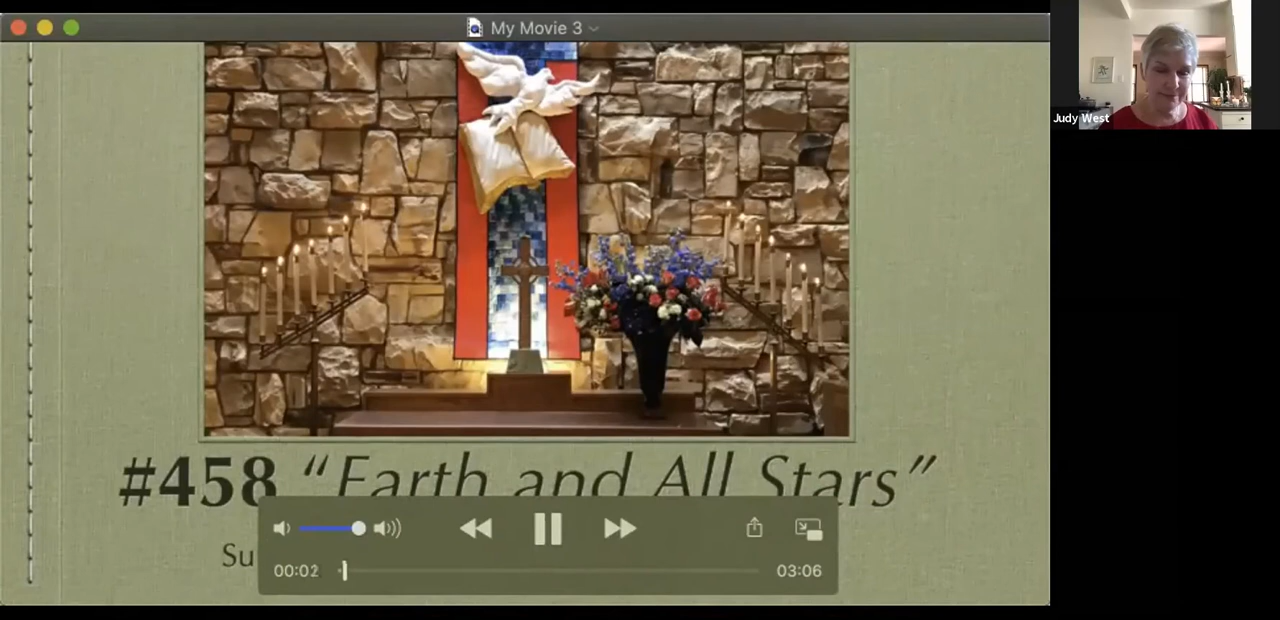 My Movie 3
Judy West
#458 “Earth and All Stars”
Su
00:02
03:06